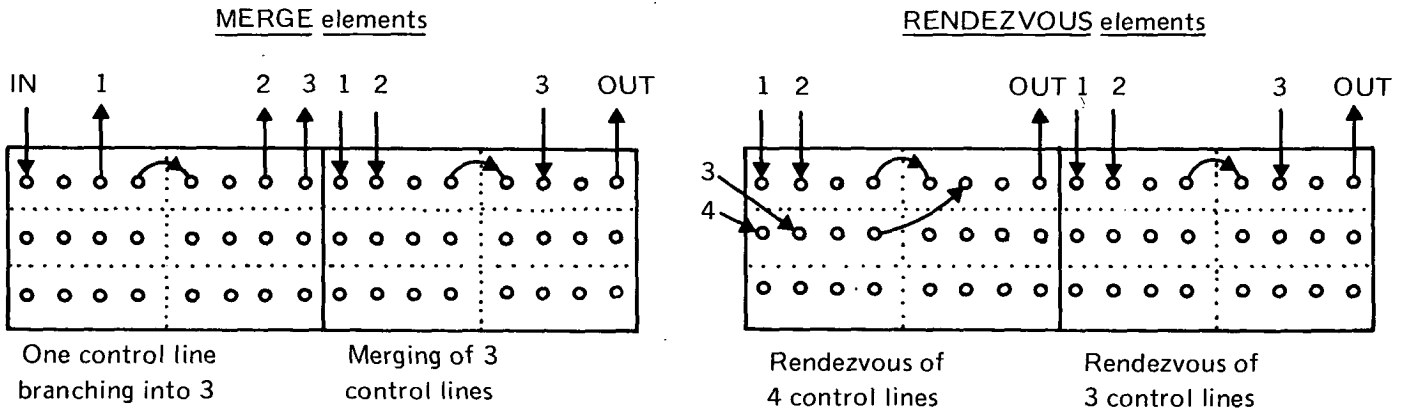 MERGE elements
RENDEZVOUS elements
IN 1 2 3 1 2 3 OUT
1 2 OUT 1 2 3 OUT
3
4
One control line
branching into 3
Merging of 3
control lines
Rendezvous of
4 control lines
Rendezvous of
3 control lines